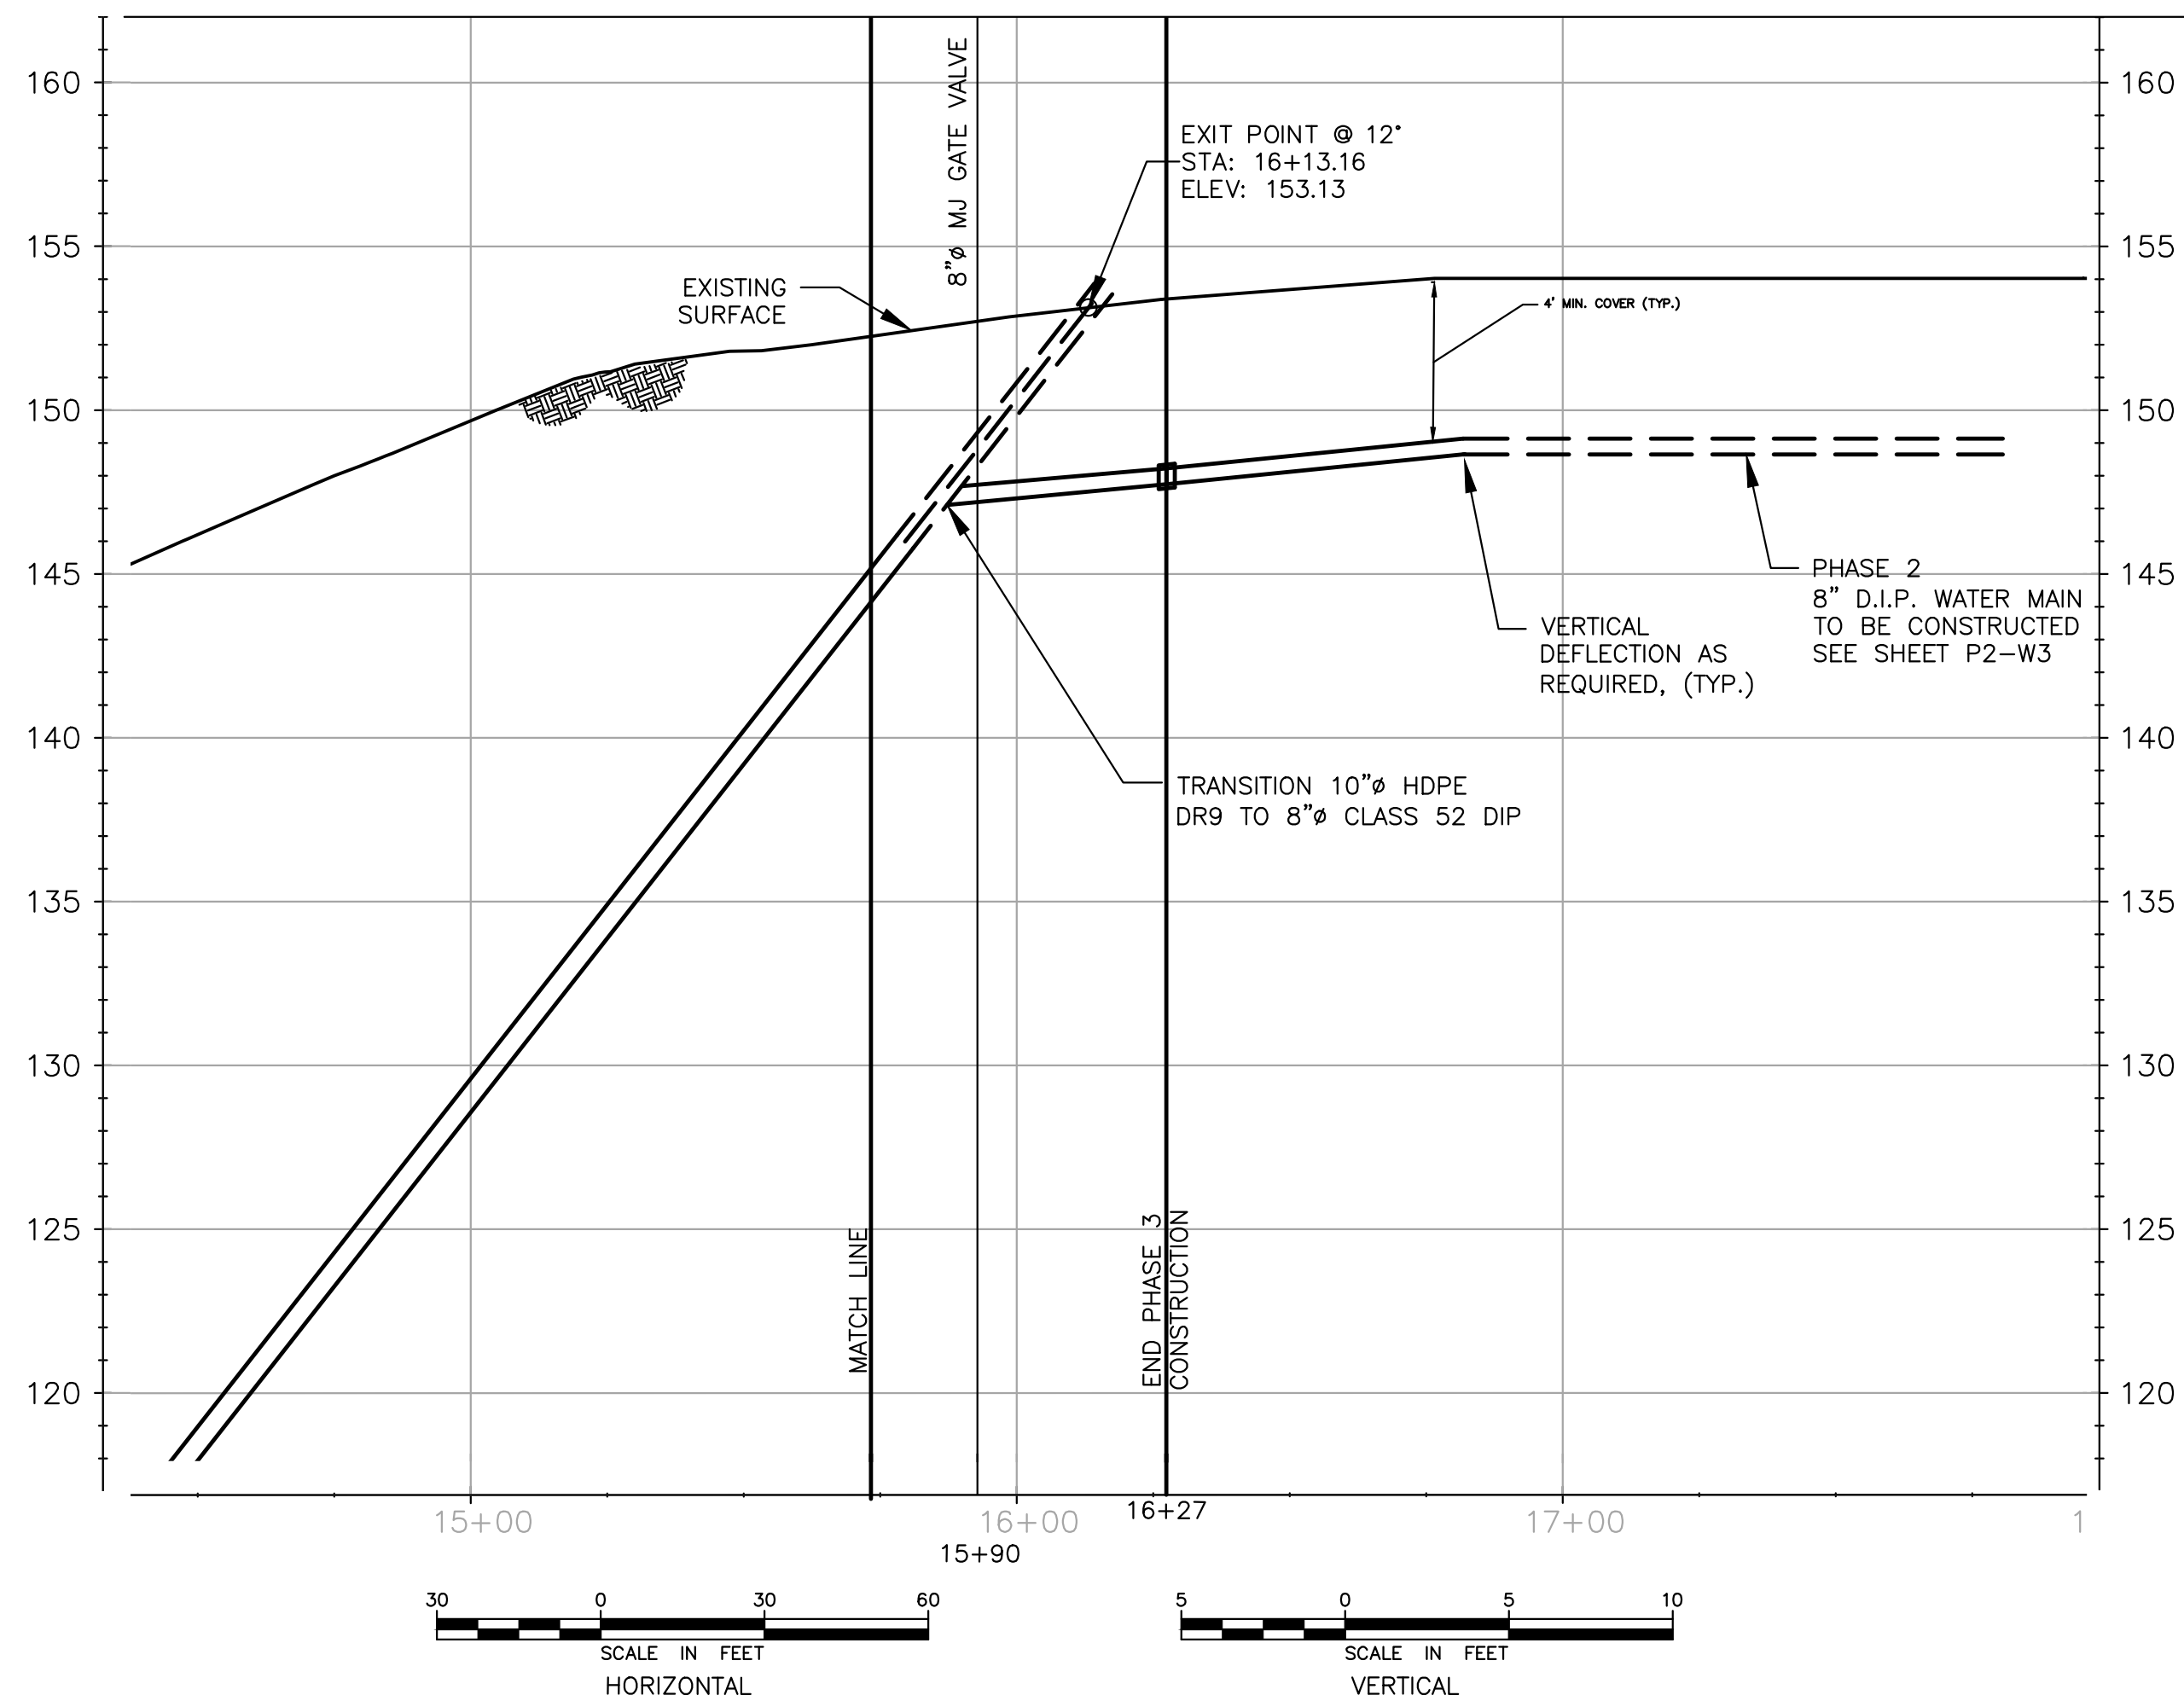 160
160
8"ø MJ GATE VALVE
EXIT POINT @ 12°
STA: 16+13.16
ELEV: 153.13
155
155
EXISTING
SURFACE
4' MIN. COVER (TYP.)
150
150
145
145
PHASE 2
8" D.I.P. WATER MAIN
TO BE CONSTRUCTED
SEE SHEET P2-W3
VERTICAL
DEFLECTION AS
REQUIRED, (TYP.)
140
140
TRANSITION 10"ø HDPE
DR9 TO 8"ø CLASS 52 DIP
135
135
130
130
125
125
MATCH LINE
END PHASE 3
CONSTRUCTION
120
120
15+00
16+00
16+27
17+00
1
15+90
30 0 30 60
SCALE IN FEET
HORIZONTAL
5 0 5 10
SCALE IN FEET
VERTICAL